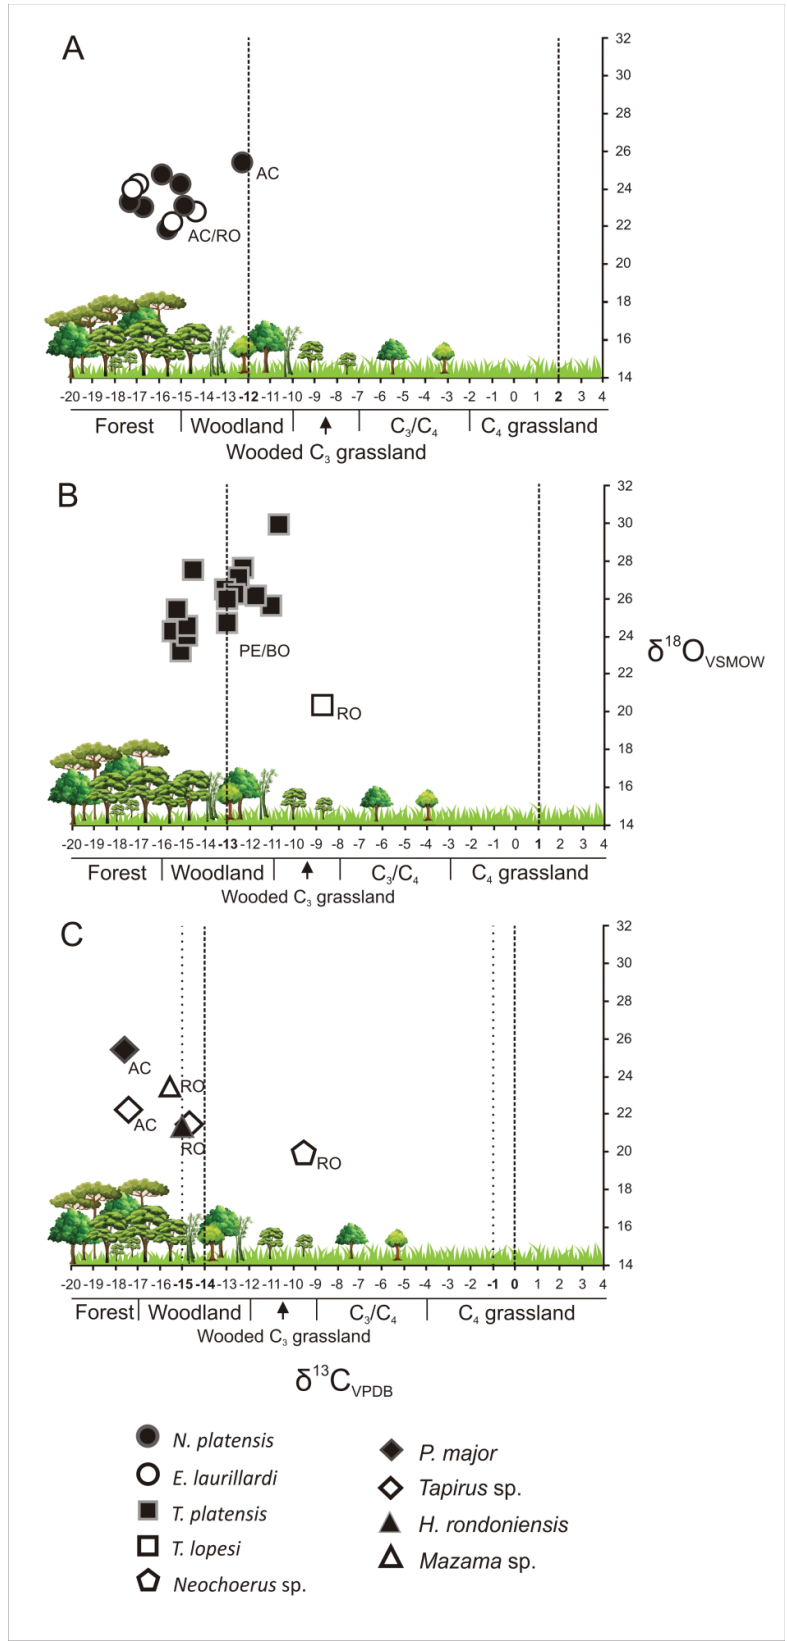 A
32
30
28
26
24
22
20
18
16
14
AC
AC/RO
-20 -19 -18 -17 -16 -15 -14 -13 -12 -11 -10 -9 -8 -7 -6 -5 -4 -3 -2 -1 0 1 2 3 4
Forest Woodland C3/C4 C4 grassland
Wooded C3 grassland
B
32
30
28
26
24
22
20
18
16
14
PE/BO
RO
δ18OVSMOW
-20 -19 -18 -17 -16 -15 -14 -13 -12 -11 -10 -9 -8 -7 -6 -5 -4 -3 -2 -1 0 1 2 3 4
Forest Woodland C3/C4 C4 grassland
Wooded C3 grassland
C
32
30
28
26
24
22
20
18
16
14
AC
RO
AC
RO
RO
-20 -19 -18 -17 -16 -15 -14 -13 -12 -11 -10 -9 -8 -7 -6 -5 -4 -3 -2 -1 0 1 2 3 4
Forest Woodland C3/C4 C4 grassland
Wooded C3 grassland
δ13CVPDB
N. platensis
E. laurillardi
T. platensis
T. lopesi
Neochoerus sp.
P. major
Tapirus sp.
H. rondoniensis
Mazama sp.